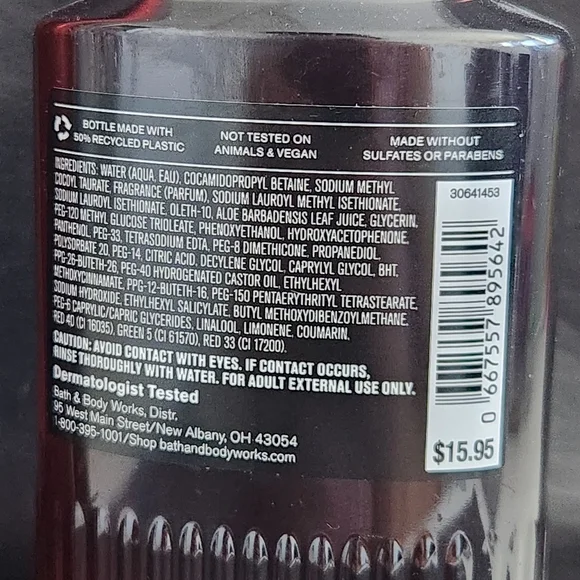 BOTTLE MADE WITH
50% RECYCLED PLASTIC
NOT TESTED ON
ANIMALS & VEGAN
MADE WITHOUT
SULFATES OR PARABENS
INGREDIENTS: WATER (AQUA, EAU), COCAMIDOPROPYL BETAINE, SODIUM METHYL
COCOYL TAURATE, FRAGRANCE (PARFUM), SODIUM LAUROYL METHYL ISETHIONATE,
SODIUM LAUROYL ISETHIONATE, OLETH-10, ALOE BARBADENSIS LEAF JUICE, GLYCERIN,
PEG-120 METHYL GLUCOSE TRIOLEATE, PHENOXYETHANOL, HYDROXYACETOPHENONE,
PANTHENOL, PEG-33, TETRASODIUM EDTA, PEG-8 DIMETHICONE, PROPANEDIOL,
POLYSORBATE 20, PEG-14, CITRIC ACID, DECYLENE GLYCOL, CAPRYLYL GLYCOL, BHT,
PPG-26-BUTETH-26, PEG-40 HYDROGENATED CASTOR OIL, ETHYLHEXYL
METHOXYCINNAMATE, PPG-12-BUTETH-16, PEG-150 PENTAERYTHRITYL TETRASTEARATE,
SODIUM HYDROXIDE, ETHYLHEXYL SALICYLATE, BUTYL METHOXYDIBENZOYLMETHANE,
PEG-6 CAPRYLIC/CAPRIC GLYCERIDES, LINALOOL, LIMONENE, COUMARIN,
RED 40 (CI 16035), GREEN 5 (CI 61570), RED 33 (CI 17200).
CAUTION: AVOID CONTACT WITH EYES. IF CONTACT OCCURS,
RINSE THOROUGHLY WITH WATER. FOR ADULT EXTERNAL USE ONLY.
Dermatologist Tested
Bath & Body Works, Distr.
95 West Main Street/New Albany, OH 43054
1-800-395-1001/Shop bathandbodyworks.com
30641453
0 667557 895642
$15.95